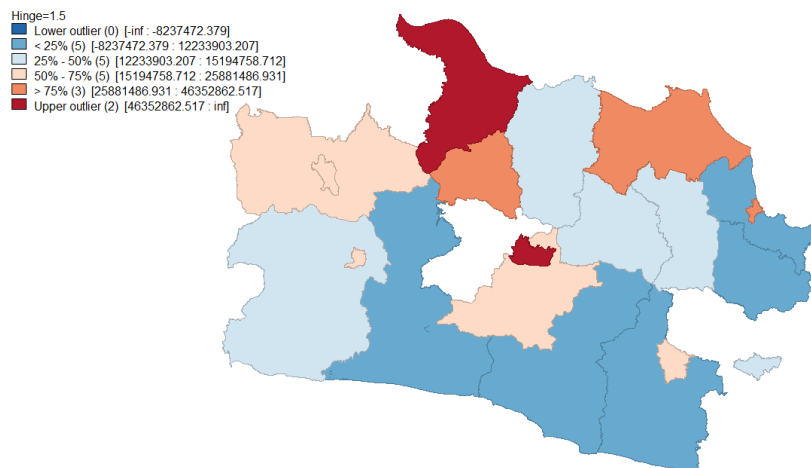 Hinge=1.5
Lower outlier (0) [-inf : -8237472.379]
< 25% (5) [-8237472.379 : 12233903.207]
25% - 50% (5) [12233903.207 : 15194758.712]
50% - 75% (5) [15194758.712 : 25881486.931]
> 75% (3) [25881486.931 : 46352862.517]
Upper outlier (2) [46352862.517 : inf]